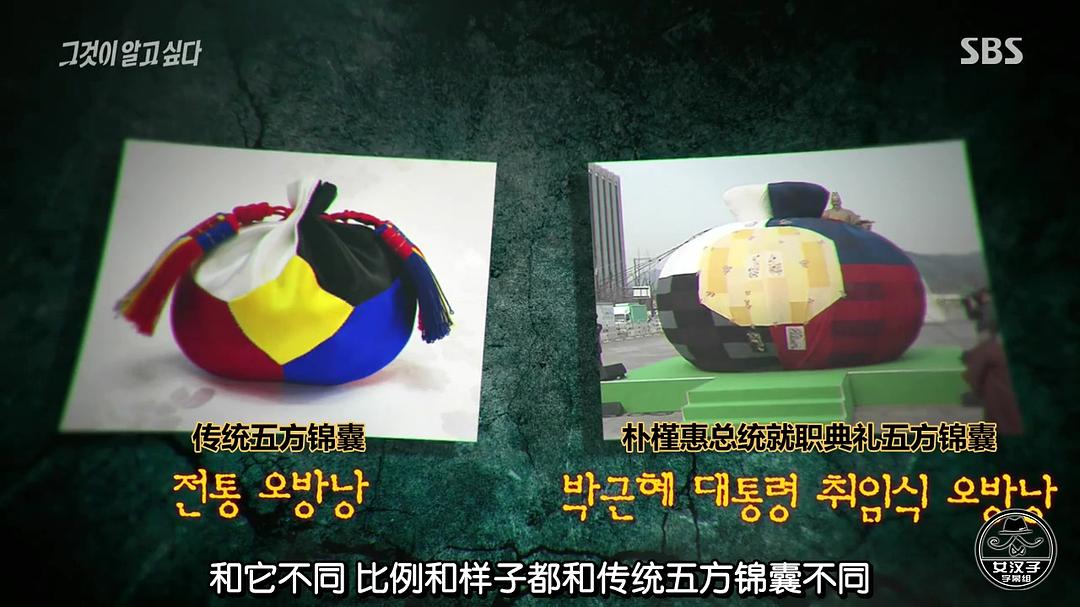 그것이 알고 싶다
SBS
传统五方锦囊
전통 오방낭
朴槿惠总统就职典礼五方锦囊
박근혜 대통령 취임식 오방낭
女汉子
字幕组
和它不同 比例和样子都和传统五方锦囊不同